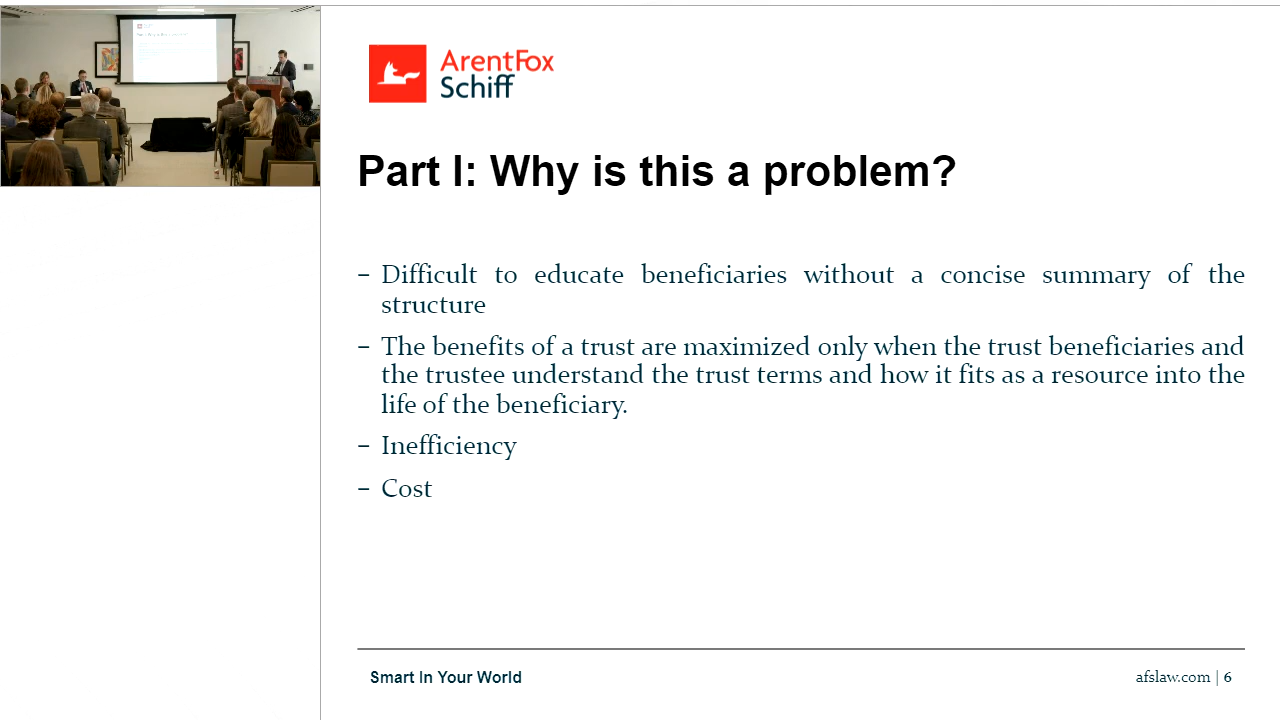 ArentFox
Schiff
Part I: Why is this a problem?
– Difficult to educate beneficiaries without a concise summary of the
structure
– The benefits of a trust are maximized only when the trust beneficiaries and
the trustee understand the trust terms and how it fits as a resource into the
life of the beneficiary.
– Inefficiency
– Cost
Smart In Your World
afslaw.com | 6